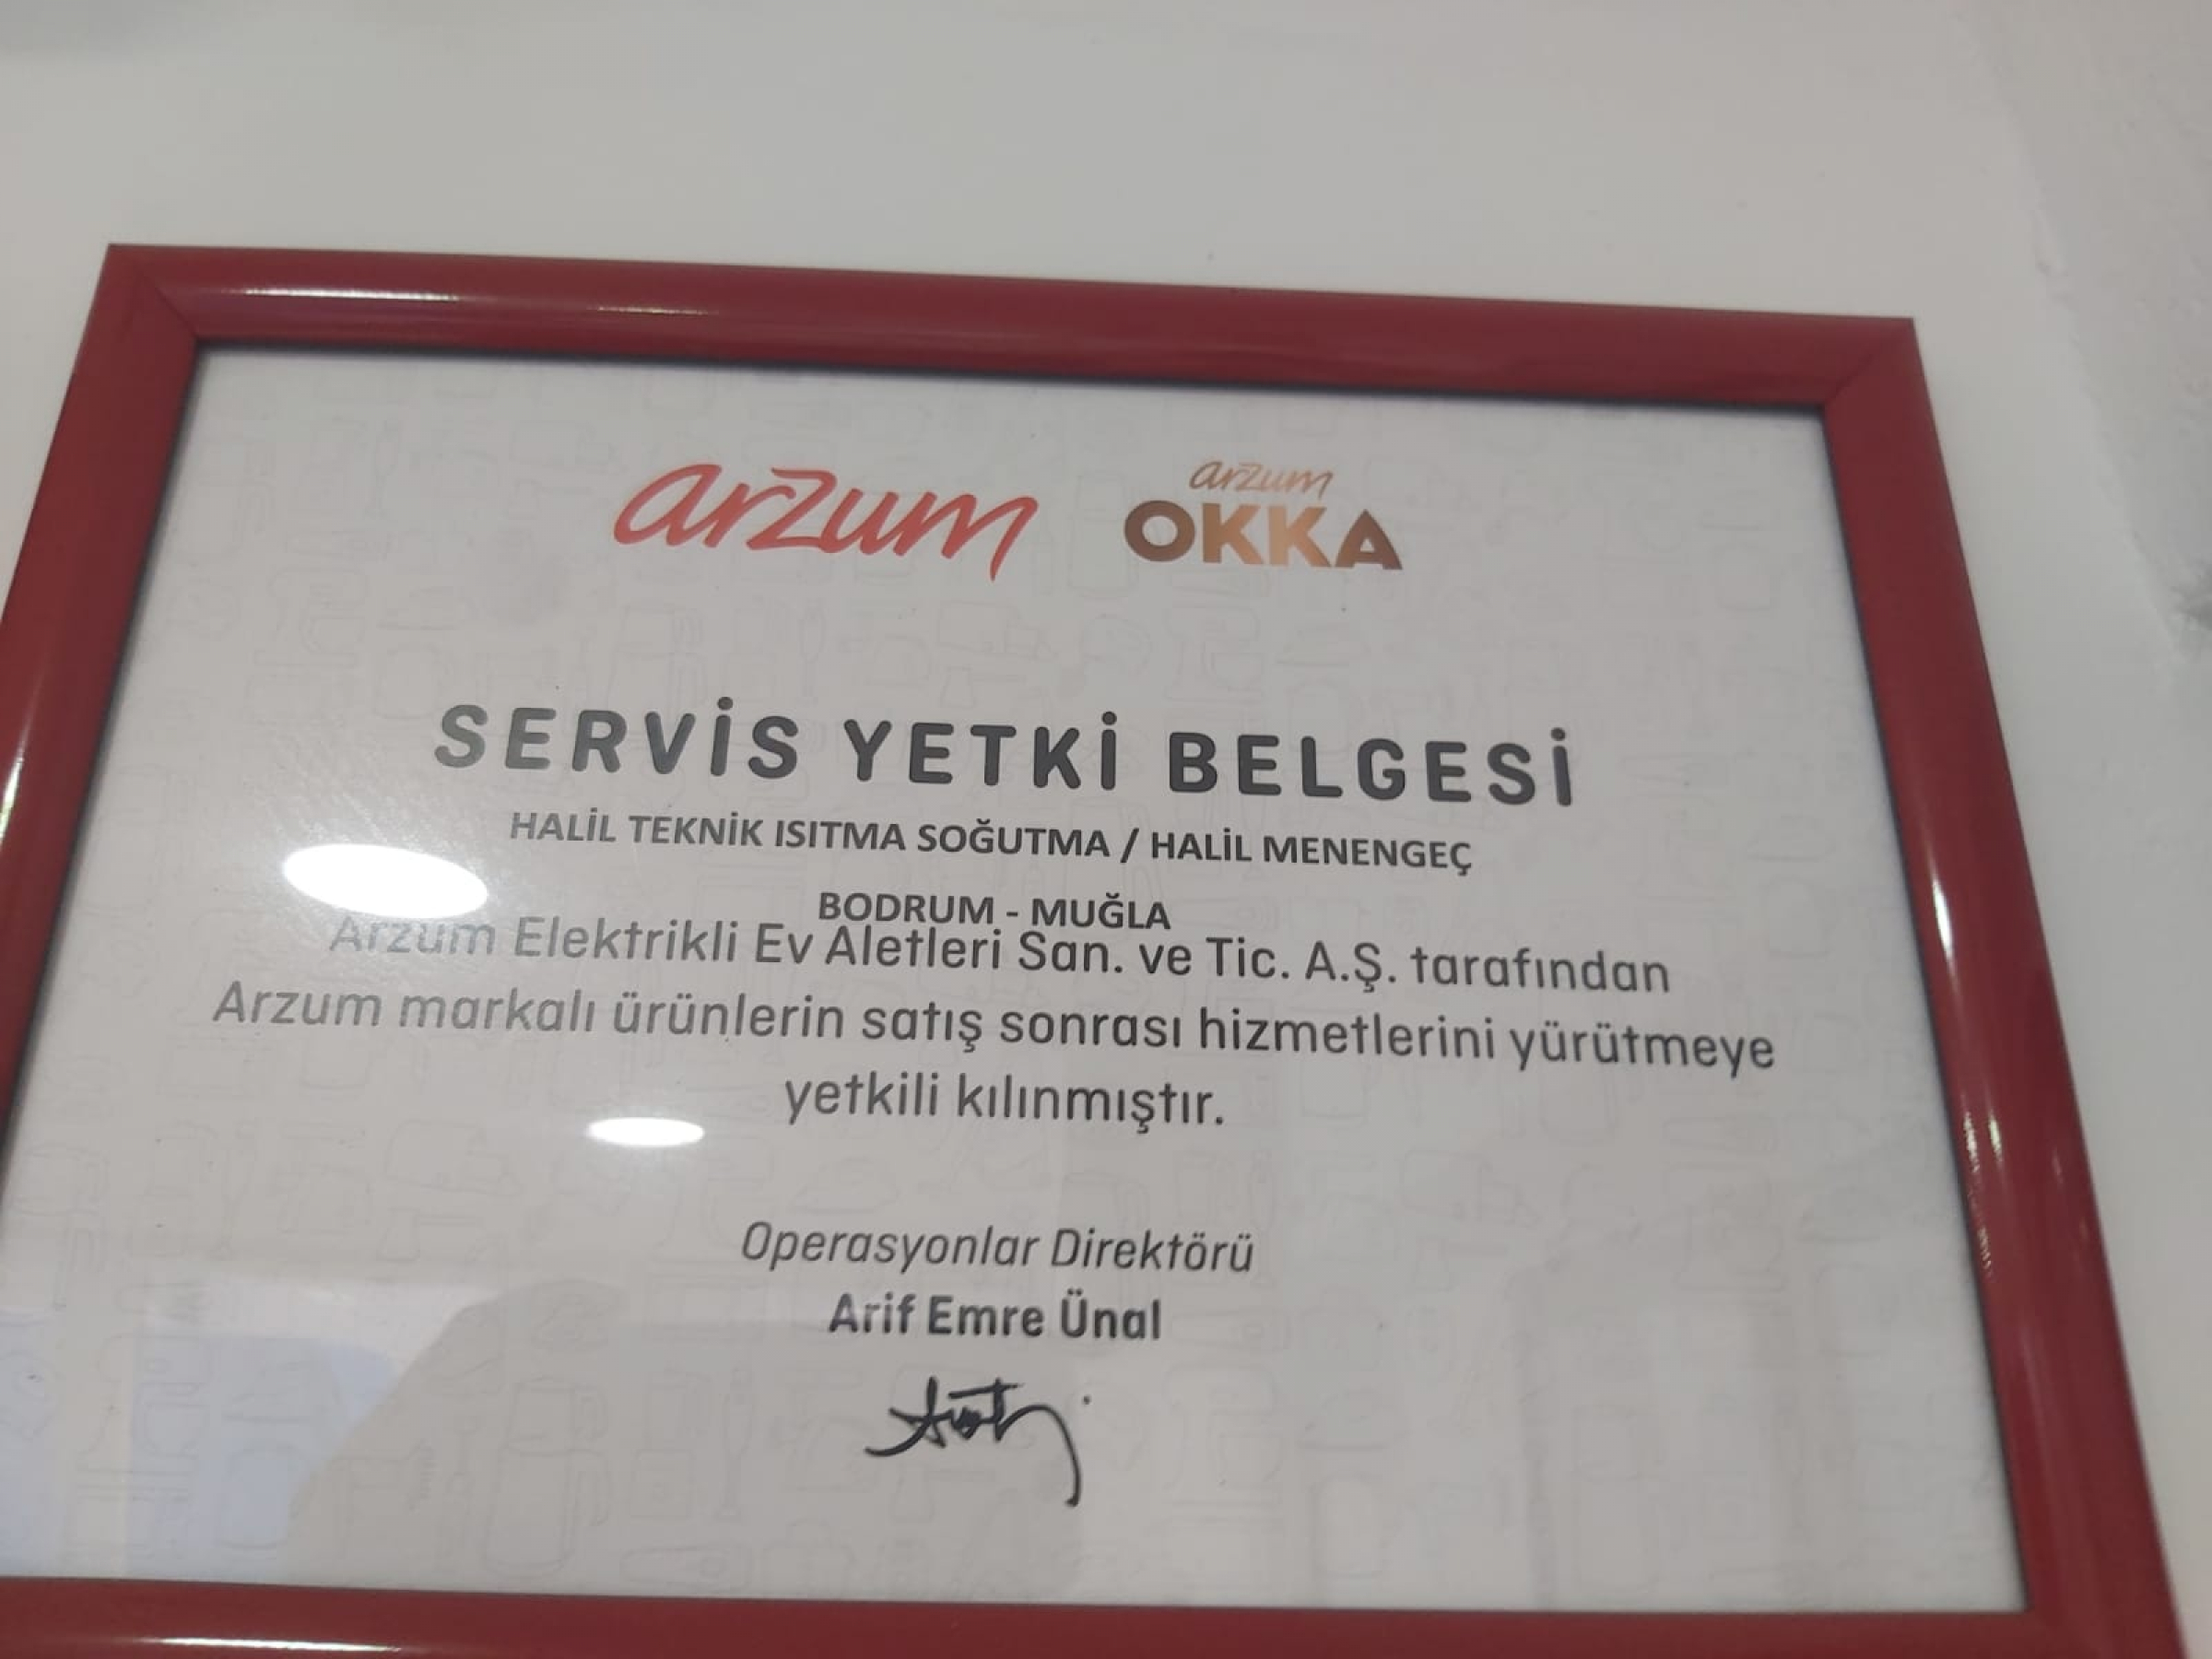 arzum
arzum
OKKA
SERVİS YETKİ BELGESİ
HALİL TEKNİK ISITMA SOĞUTMA / HALİL MENENGEÇ
BODRUM - MUĞLA
Arzum Elektrikli Ev Aletleri San. ve Tic. A.Ş. tarafından
Arzum markalı ürünlerin satış sonrası hizmetlerini yürütmeye
yetkili kılınmıştır.
Operasyonlar Direktörü
Arif Emre Ünal